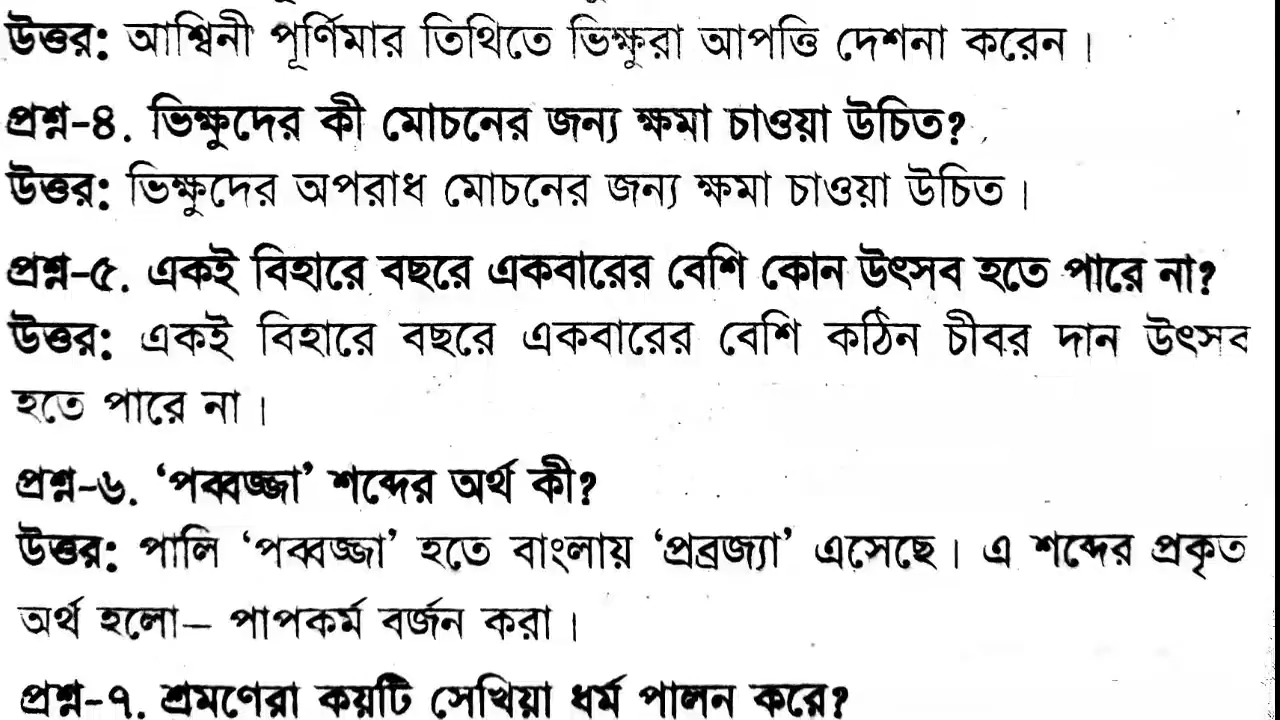 উত্তর: আশ্বিনী পূর্ণিমার তিথিতে ভিক্ষুরা আপত্তি দেশনা করেন।
প্রশ্ন-৪. ভিক্ষুদের কী মোচনের জন্য ক্ষমা চাওয়া উচিত?
উত্তর: ভিক্ষুদের অপরাধ মোচনের জন্য ক্ষমা চাওয়া উচিত।
প্রশ্ন-৫. একই বিহারে বছরে একবারের বেশি কোন উৎসব হতে পারে না?
উত্তর: একই বিহারে বছরে একবারের বেশি কঠিন চীবর দান উৎসব
হতে পারে না।
প্রশ্ন-৬. ‘পব্বজ্জা’ শব্দের অর্থ কী?
উত্তর: পালি ‘পব্বজ্জা’ হতে বাংলায় ‘প্রব্রজ্যা’ এসেছে। এ শব্দের প্রকৃত
অর্থ হলো– পাপকর্ম বর্জন করা।
প্রশ্ন-৭. শ্রমণেরা কয়টি সেখিয়া ধর্ম পালন করে?